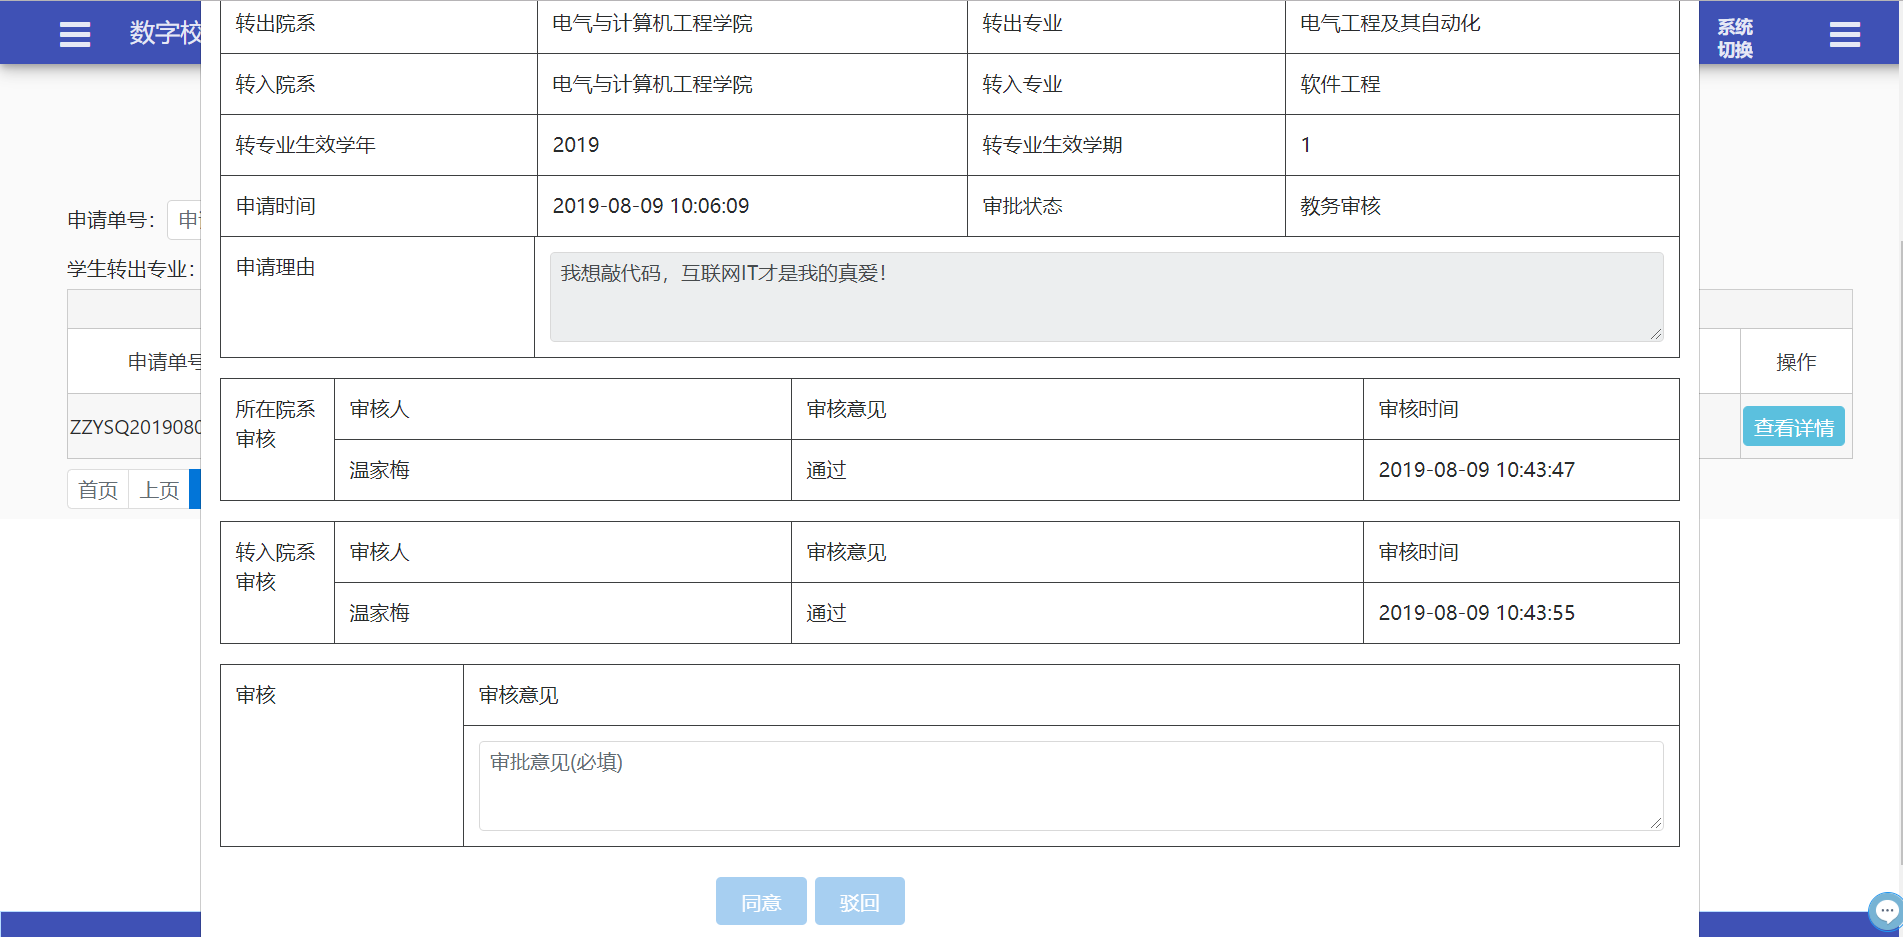 数字校
系统
切换
转出院系 电气与计算机工程学院 转出专业 电气工程及其自动化
转入院系 电气与计算机工程学院 转入专业 软件工程
转专业生效学年 2019 转专业生效学期 1
申请时间 2019-08-09 10:06:09 审批状态 教务审核
申请单号：
学生转出专业：
申请理由 我想敲代码，互联网IT才是我的真爱！
申请单号
操作
ZZYSQ2019080
查看详情
首页 上页
所在院系
审核
审核人 审核意见 审核时间
温家梅 通过 2019-08-09 10:43:47
转入院系
审核
审核人 审核意见 审核时间
温家梅 通过 2019-08-09 10:43:55
审核 审核意见
审批意见(必填)
同意 驳回